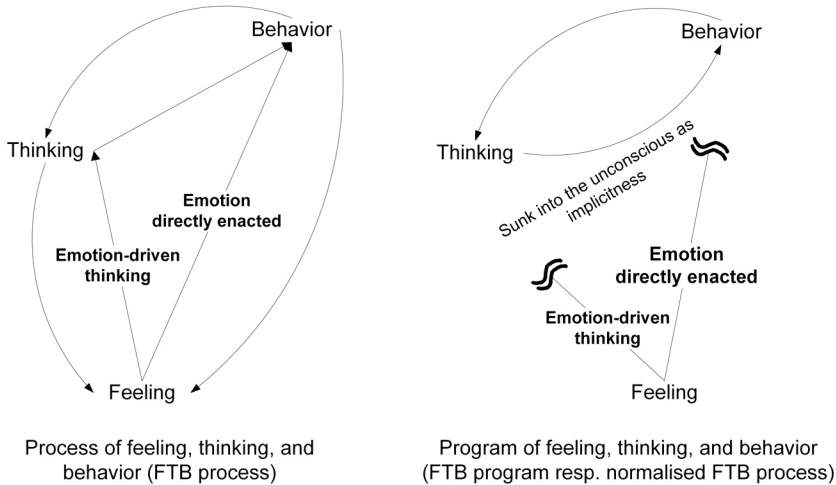 Behavior
Thinking
Emotion
directly enacted
Emotion-driven
thinking
Feeling
Process of feeling, thinking, and
behavior (FTB process)
Behavior
Thinking
Sunk into the unconscious as
implicitness
Emotion
directly enacted
Emotion-driven
thinking
Feeling
Program of feeling, thinking, and behavior
(FTB program resp. normalised FTB process)